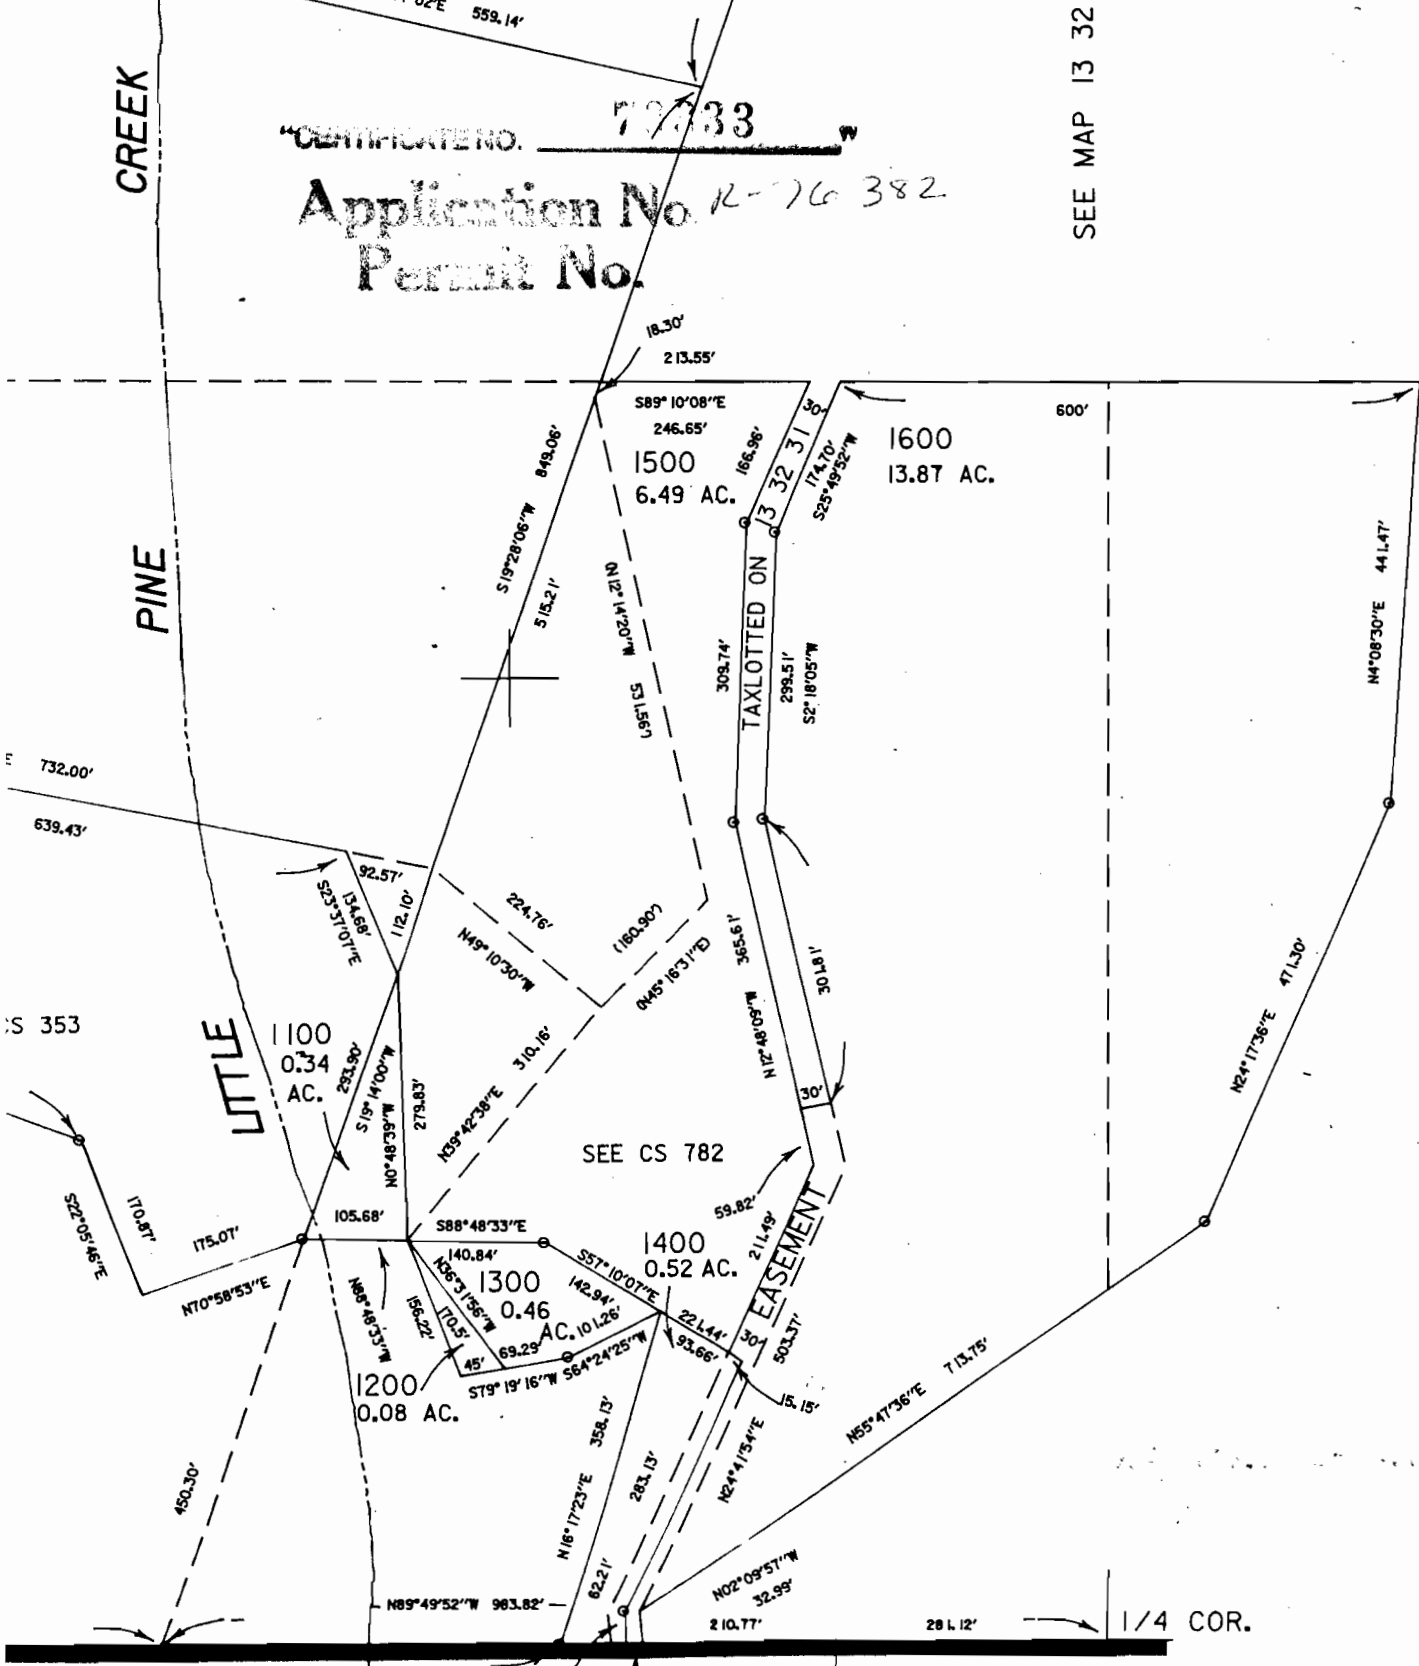 559.14'
CREEK
"CERTIFICATE NO.
Application No. R-76382
Permit No.
SEE MAP 13 32
18.30'
213.55'
S89°10'08"E
246.65'
1500
6.49 AC.
30'
166.96'
13 32 31
174.70'
S25°49'52"W
1600
13.87 AC.
600'
849.06'
S19°28'06"W
515.21'
PINE
(N12°14'20"W 531.56')
309.74'
TAXLOTTED ON
299.51'
S2°18'05"W
N4°08'30"E 441.47'
E 732.00'
639.43'
92.57'
134.68'
S23°37'07"E
112.10'
224.76'
N49°10'30"W
(160.90')
(N45°16'31"E)
365.61'
N12°48'09"W
301.81'
471.30'
N24°17'36"E
CS 353
LITTLE
1100
0.34
AC.
293.90'
S19°14'00"W
N0°48'39"W
279.83'
310.16'
N39°42'38"E
30'
SEE CS 782
59.82'
211.49'
EASEMENT
170.87'
S22°05'46"E
175.07'
N70°58'53"E
105.68'
N88°48'33"W
S88°48'33"E
140.84'
N36°31'56"W
1300
0.46
AC.
S57°10'07"E
142.94'
101.26'
1400
0.52 AC.
221.44'
93.66'
30'
503.37'
156.22'
170.5'
45'
69.29'
S79°19'16"W
S64°24'25"W
1200
0.08 AC.
15.15'
358.13'
N16°17'23"E
283.13'
N24°41'54"E
N55°47'36"E 713.75'
450.30'
62.21'
N02°09'57"W
32.99'
N89°49'52"W 983.82'
210.77'
281.12'
1/4 COR.